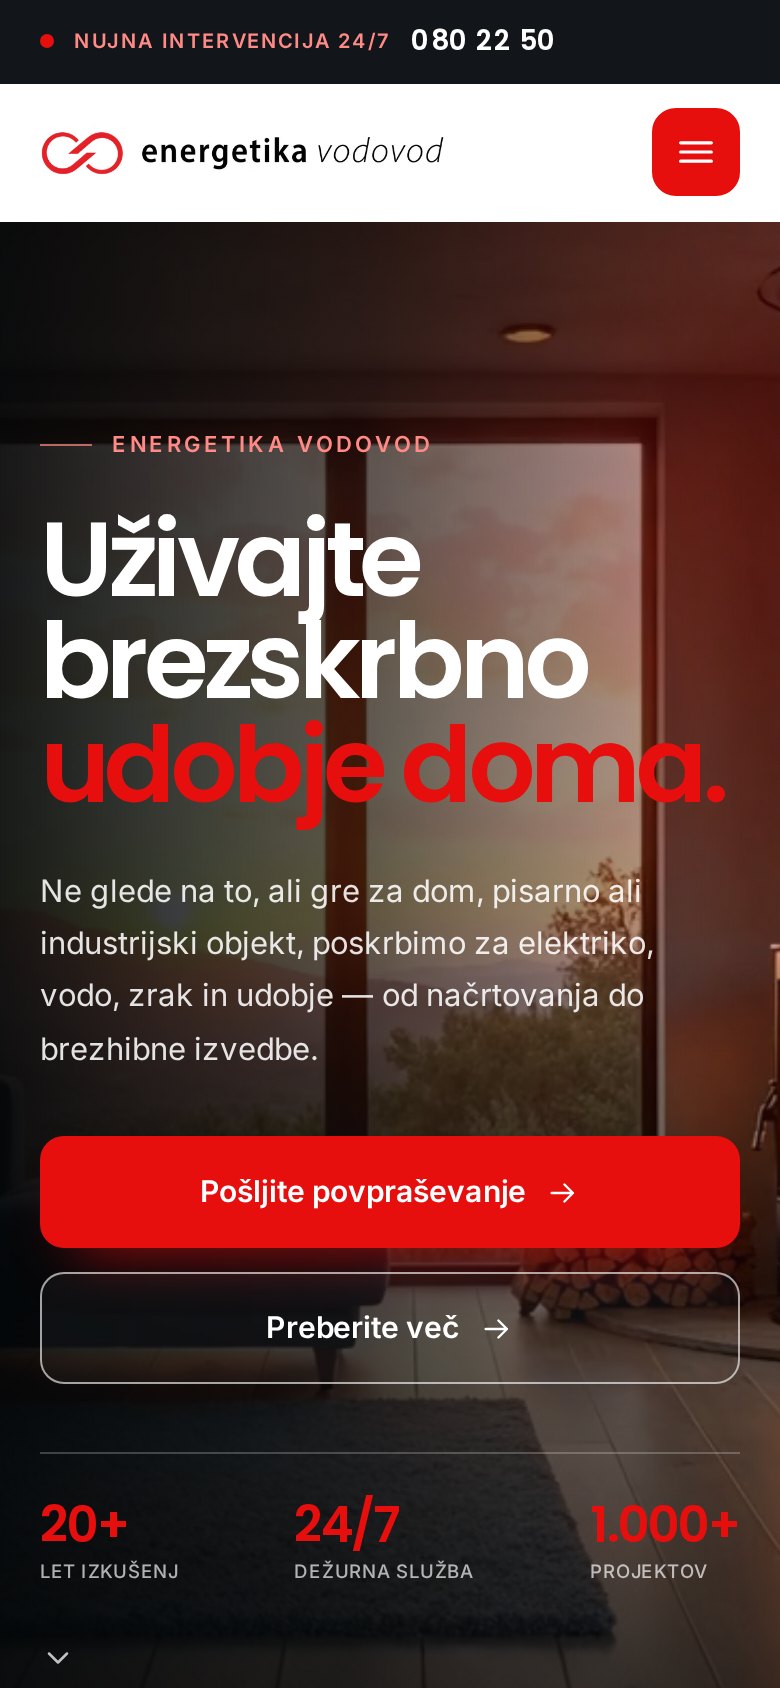 NUJNA INTERVENCIJA 24/7 080 22 50
energetika vodovod
ENERGETIKA VODOVOD
Uživajte
brezskrbno
udobje doma.
Ne glede na to, ali gre za dom, pisarno ali
industrijski objekt, poskrbimo za elektriko,
vodo, zrak in udobje — od načrtovanja do
brezhibne izvedbe.
Pošljite povpraševanje →
Preberite več →
20+ 24/7 1.000+
LET IZKUŠENJ DEŽURNA SLUŽBA PROJEKTOV